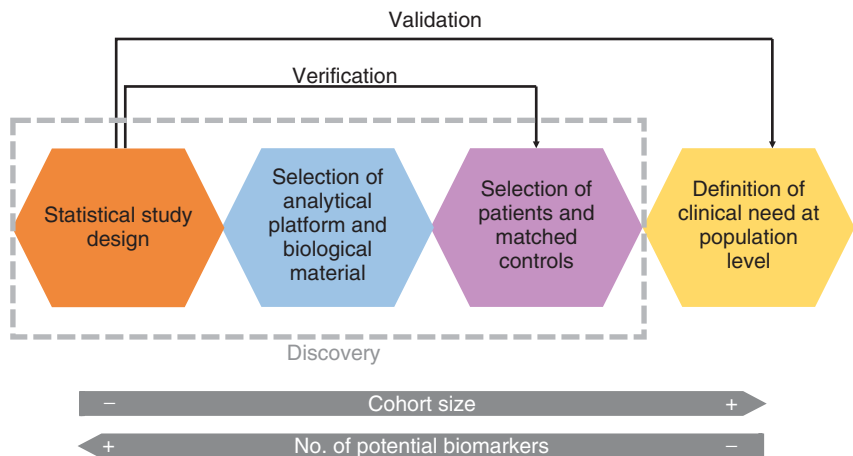 Validation
Verification
Statistical study
design
Selection of
analytical
platform and
biological
material
Selection of
patients and
matched
controls
Definition of
clinical need at
population
level
Discovery
– Cohort size +
+ No. of potential biomarkers –